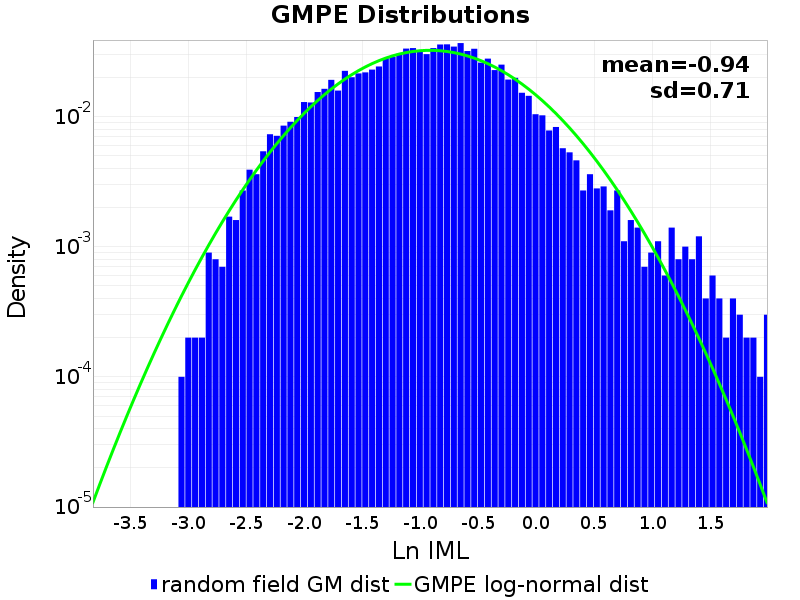 GMPE Distributions
mean=-0.94
sd=0.71
10-2
10-3
10-4
10-5
Density
-3.5 -3.0 -2.5 -2.0 -1.5 -1.0 -0.5 0.0 0.5 1.0 1.5
Ln IML
random field GM dist GMPE log-normal dist